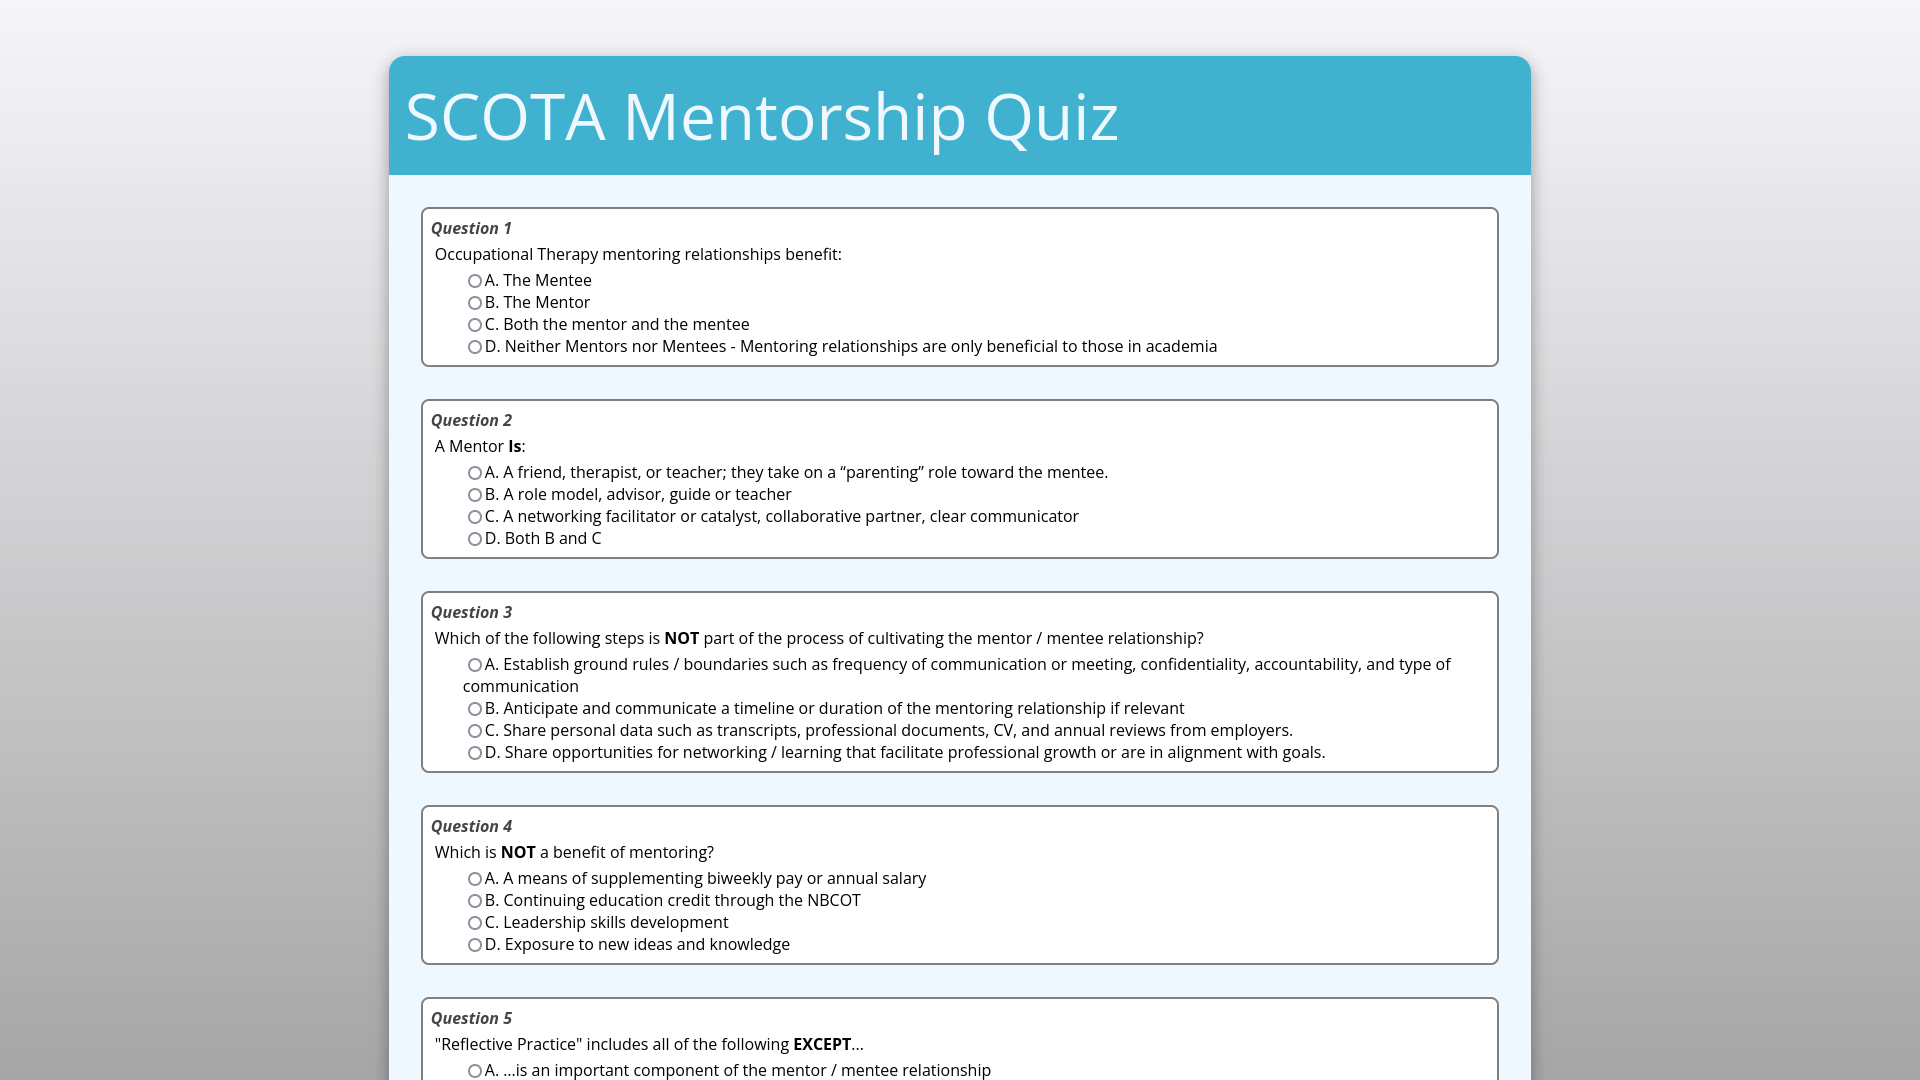 SCOTA Mentorship Quiz
Question 1
Occupational Therapy mentoring relationships benefit:
A. The Mentee
B. The Mentor
C. Both the mentor and the mentee
D. Neither Mentors nor Mentees - Mentoring relationships are only beneficial to those in academia
Question 2
A Mentor Is:
A. A friend, therapist, or teacher; they take on a “parenting” role toward the mentee.
B. A role model, advisor, guide or teacher
C. A networking facilitator or catalyst, collaborative partner, clear communicator
D. Both B and C
Question 3
Which of the following steps is NOT part of the process of cultivating the mentor / mentee relationship?
A. Establish ground rules / boundaries such as frequency of communication or meeting, confidentiality, accountability, and type of
communication
B. Anticipate and communicate a timeline or duration of the mentoring relationship if relevant
C. Share personal data such as transcripts, professional documents, CV, and annual reviews from employers.
D. Share opportunities for networking / learning that facilitate professional growth or are in alignment with goals.
Question 4
Which is NOT a benefit of mentoring?
A. A means of supplementing biweekly pay or annual salary
B. Continuing education credit through the NBCOT
C. Leadership skills development
D. Exposure to new ideas and knowledge
Question 5
"Reflective Practice" includes all of the following EXCEPT...
A. ...is an important component of the mentor / mentee relationship